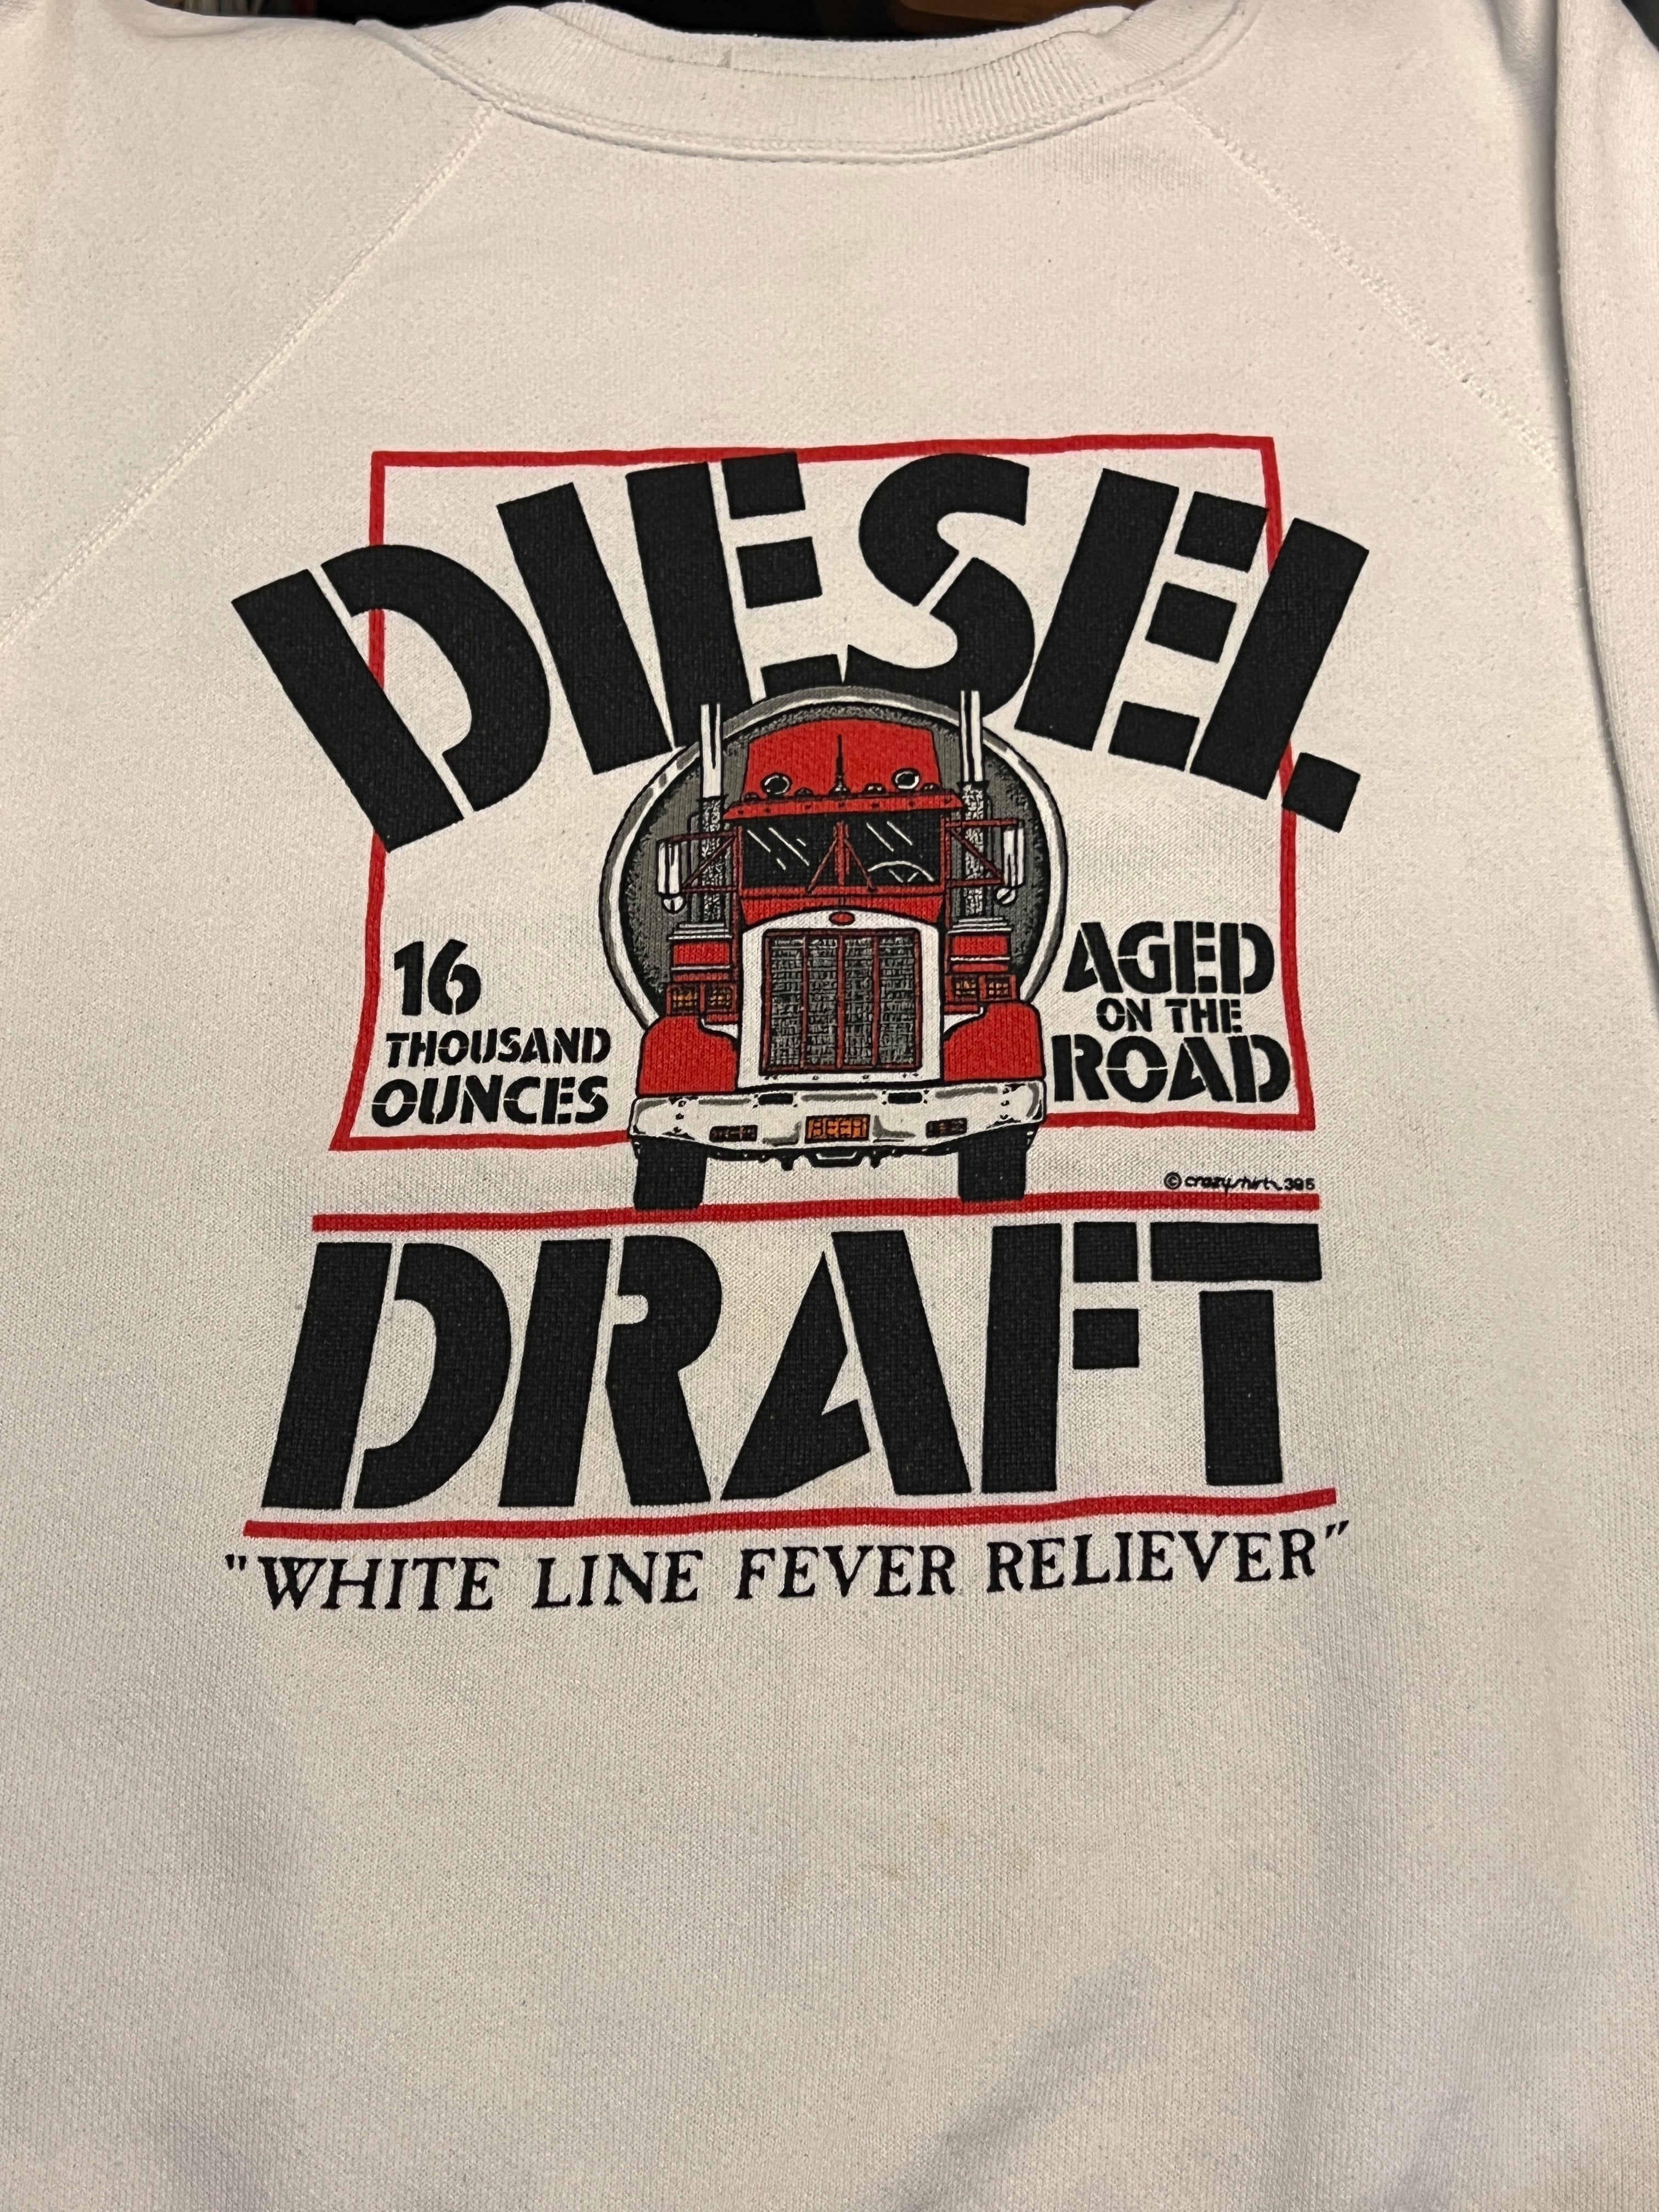 DIESEL
16
THOUSAND
OUNCES
AGED
ON THE
ROAD
BEER
© crazy shirts 395
DRAFT
"WHITE LINE FEVER RELIEVER"